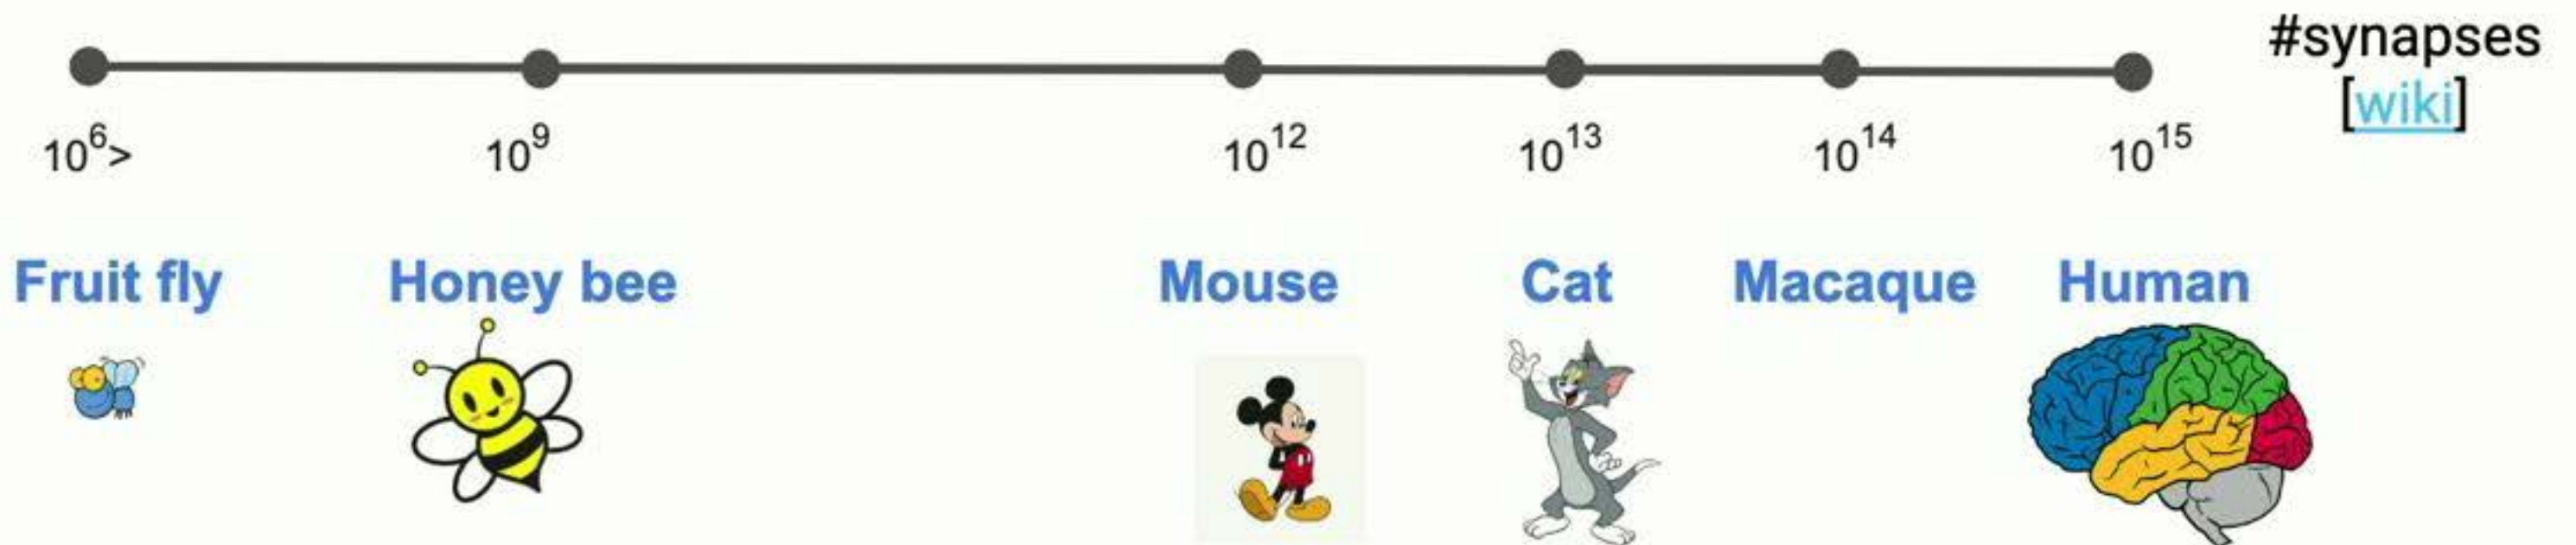 #synapses
[wiki]
10⁶> 10⁹ 10¹² 10¹³ 10¹⁴ 10¹⁵
Fruit fly Honey bee Mouse Cat Macaque Human